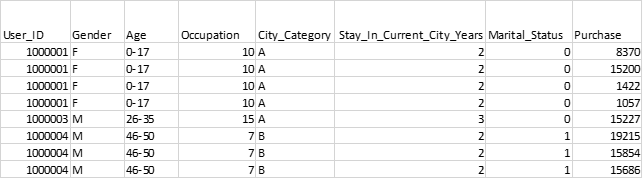 User_ID Gender Age Occupation City_Category Stay_In_Current_City_Years Marital_Status Purchase
1000001 F 0-17 10 A 2 0 8370
1000001 F 0-17 10 A 2 0 15200
1000001 F 0-17 10 A 2 0 1422
1000001 F 0-17 10 A 2 0 1057
1000003 M 26-35 15 A 3 0 15227
1000004 M 46-50 7 B 2 1 19215
1000004 M 46-50 7 B 2 1 15854
1000004 M 46-50 7 B 2 1 15686